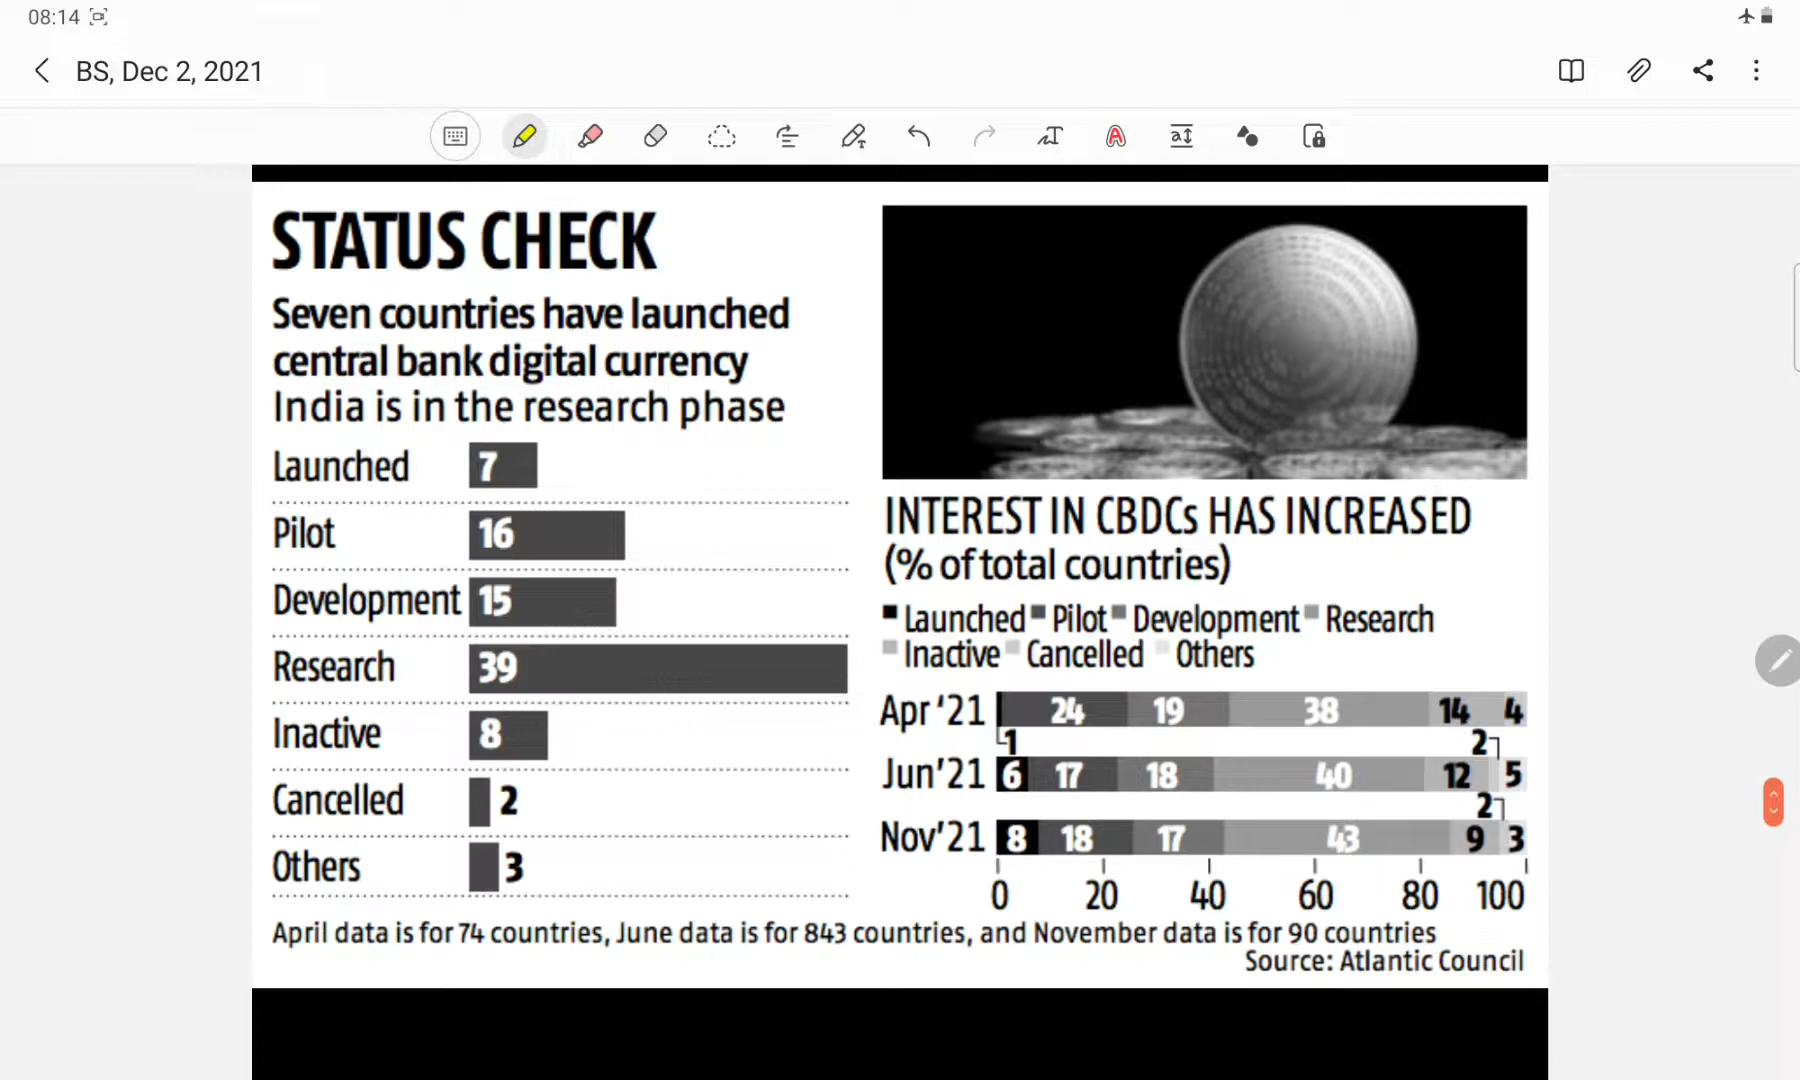 08:14
BS, Dec 2, 2021
STATUS CHECK
Seven countries have launched
central bank digital currency
India is in the research phase
Launched 7
Pilot 16
Development 15
Research 39
Inactive 8
Cancelled 2
Others 3
INTEREST IN CBDCs HAS INCREASED
(% of total countries)
Launched Pilot Development Research
Inactive Cancelled Others
Apr '21 24 19 38 14 4
1 2
Jun'21 6 17 18 40 12 5
2
Nov'21 8 18 17 43 9 3
0 20 40 60 80 100
April data is for 74 countries, June data is for 843 countries, and November data is for 90 countries
Source: Atlantic Council